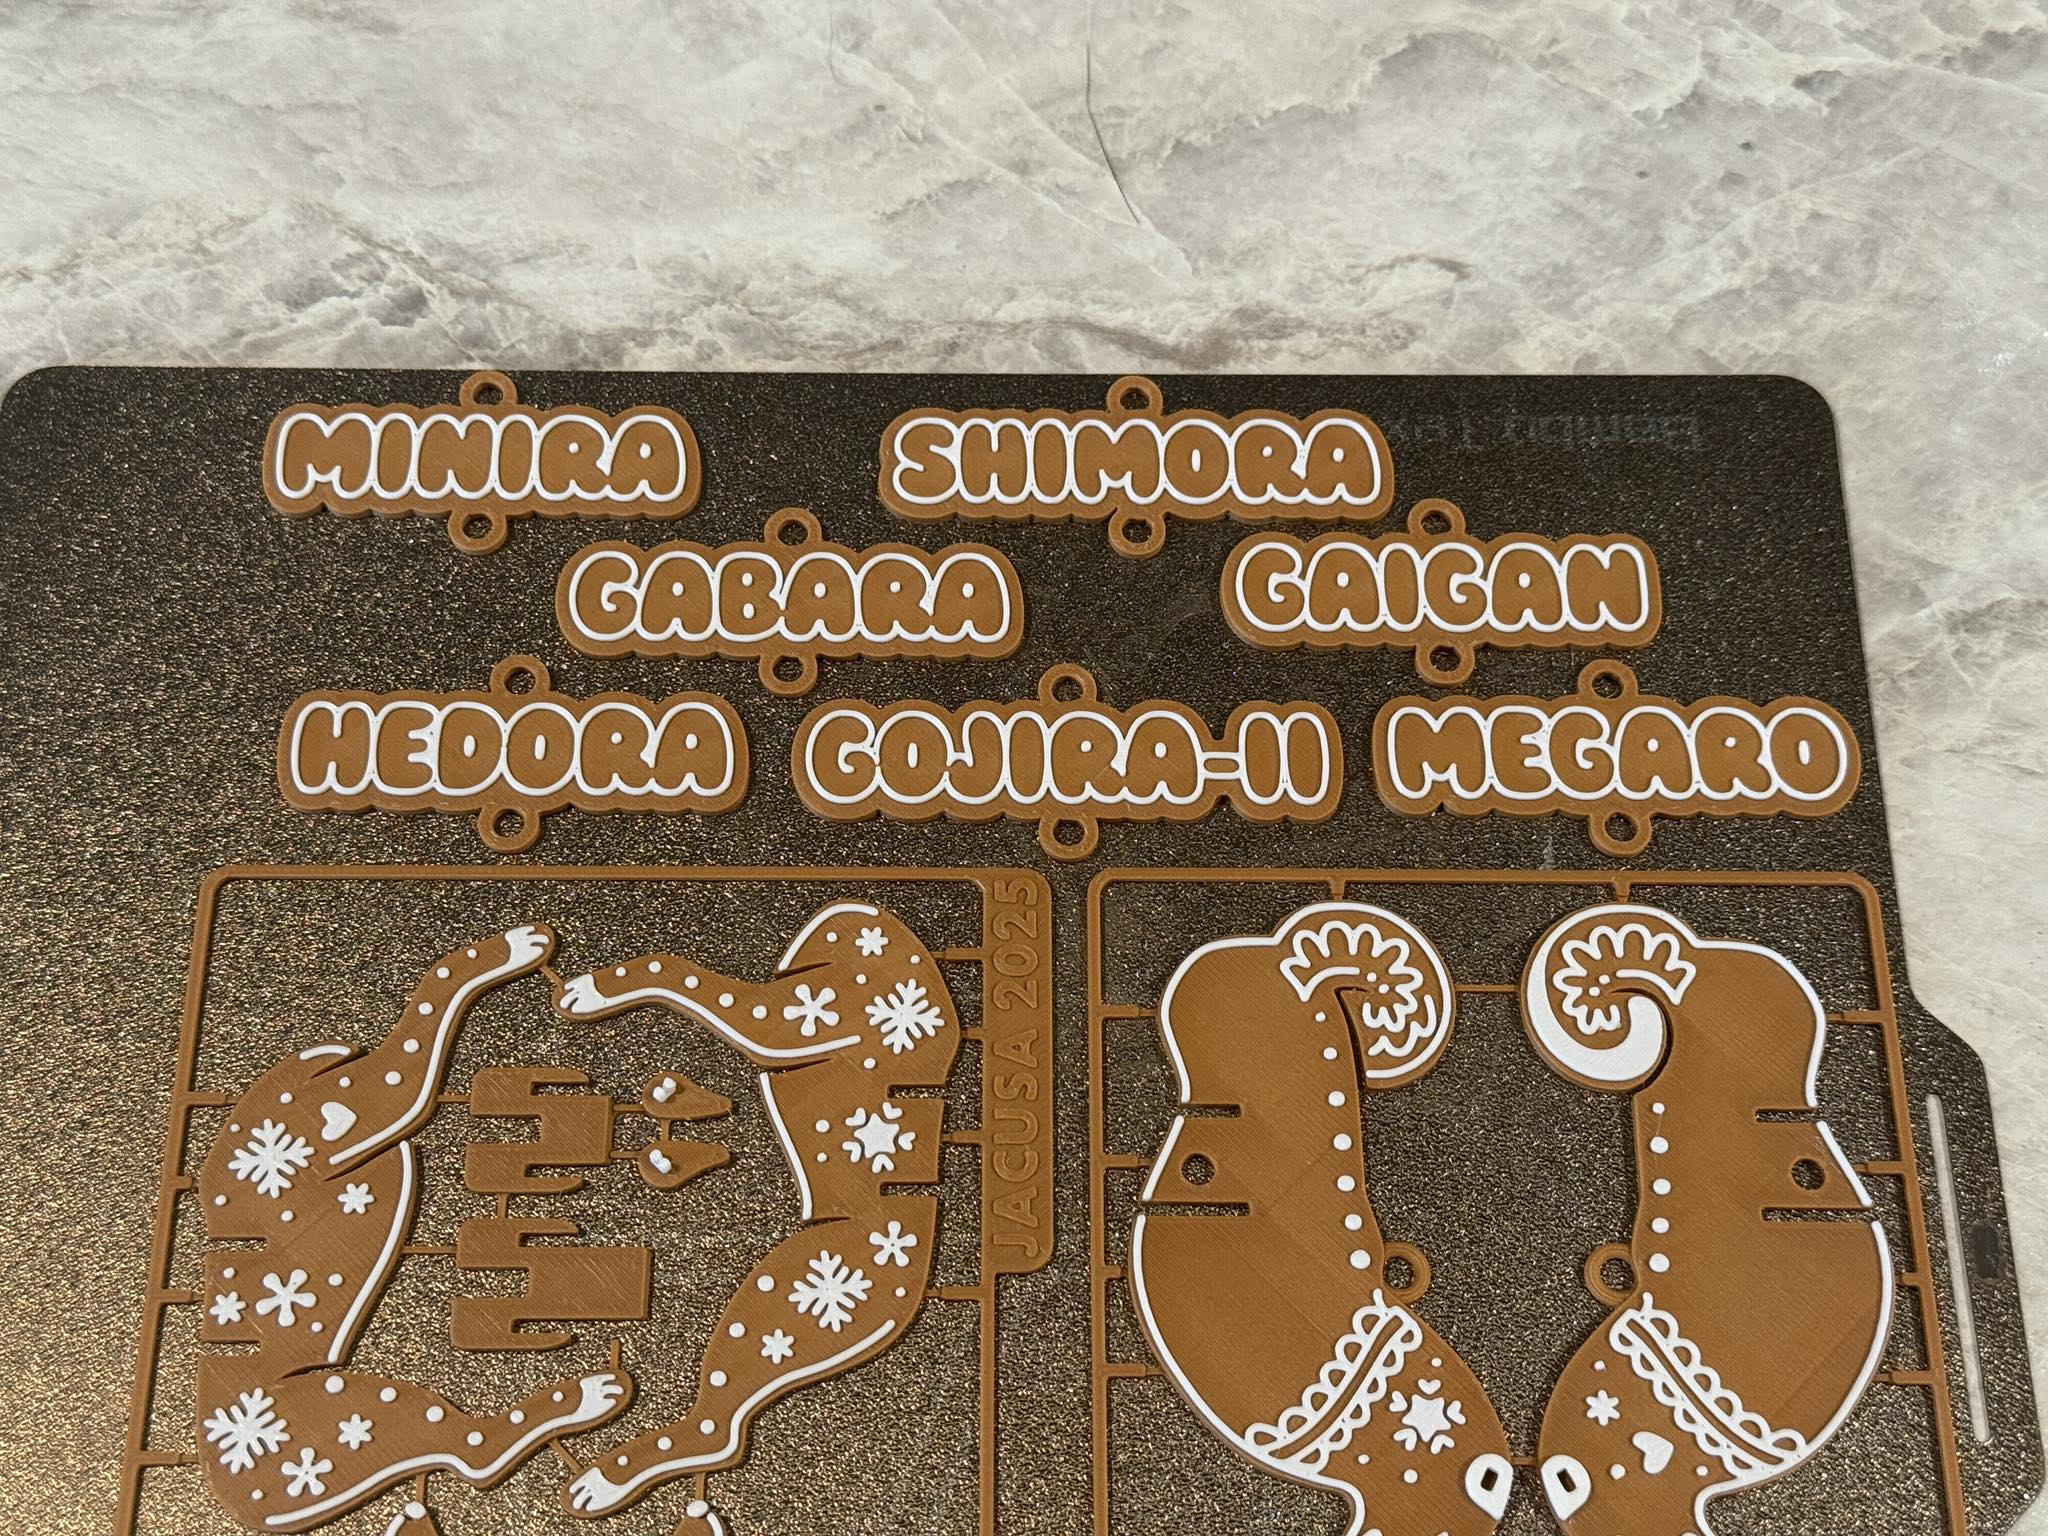 MINIRA
SHIMORA
GABARA
GAIGAN
HEDORA
GOJIRA-II
MEGARO
JACUSA 2025